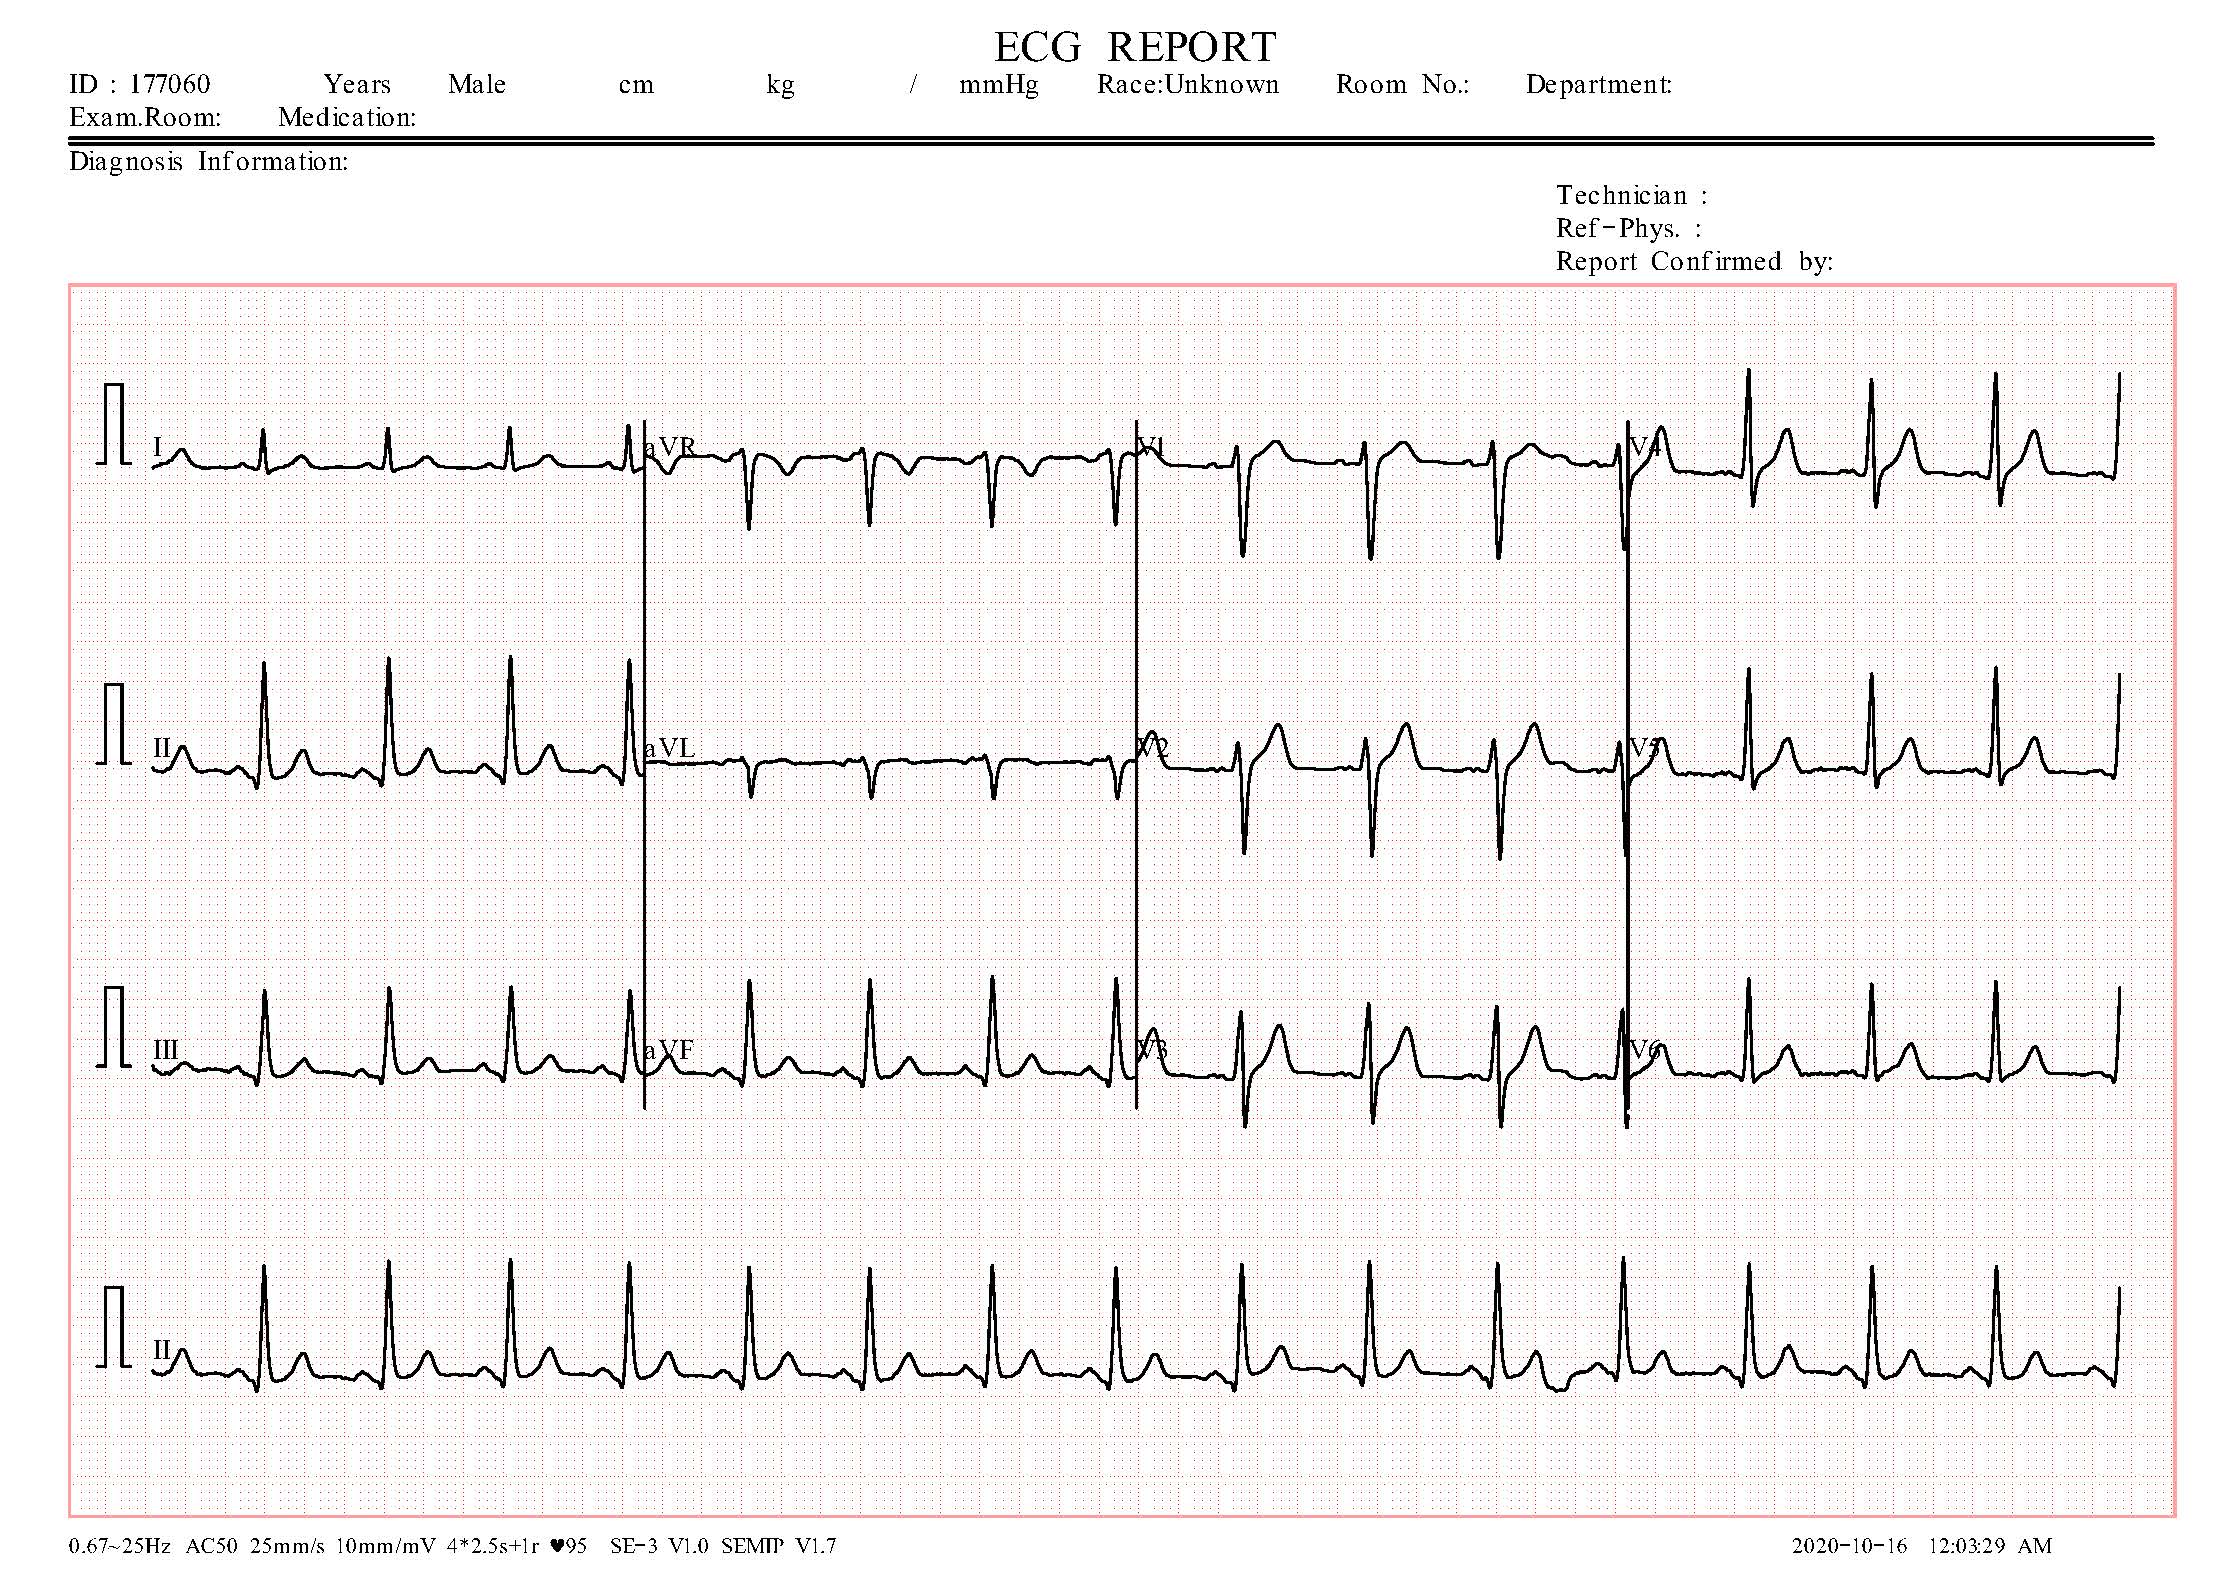 ECG REPORT
ID : 177060 Years Male cm kg / mmHg Race:Unknown Room No.: Department:
Exam.Room: Medication:
Diagnosis Information:
Technician :
Ref-Phys. :
Report Confirmed by:
I aVR V1 V4
II aVL V2 V5
III aVF V3 V6
II
0.67~25Hz AC50 25mm/s 10mm/mV 4*2.5s+1r ♥95 SE-3 V1.0 SEMIP V1.7 2020-10-16 12:03:29 AM